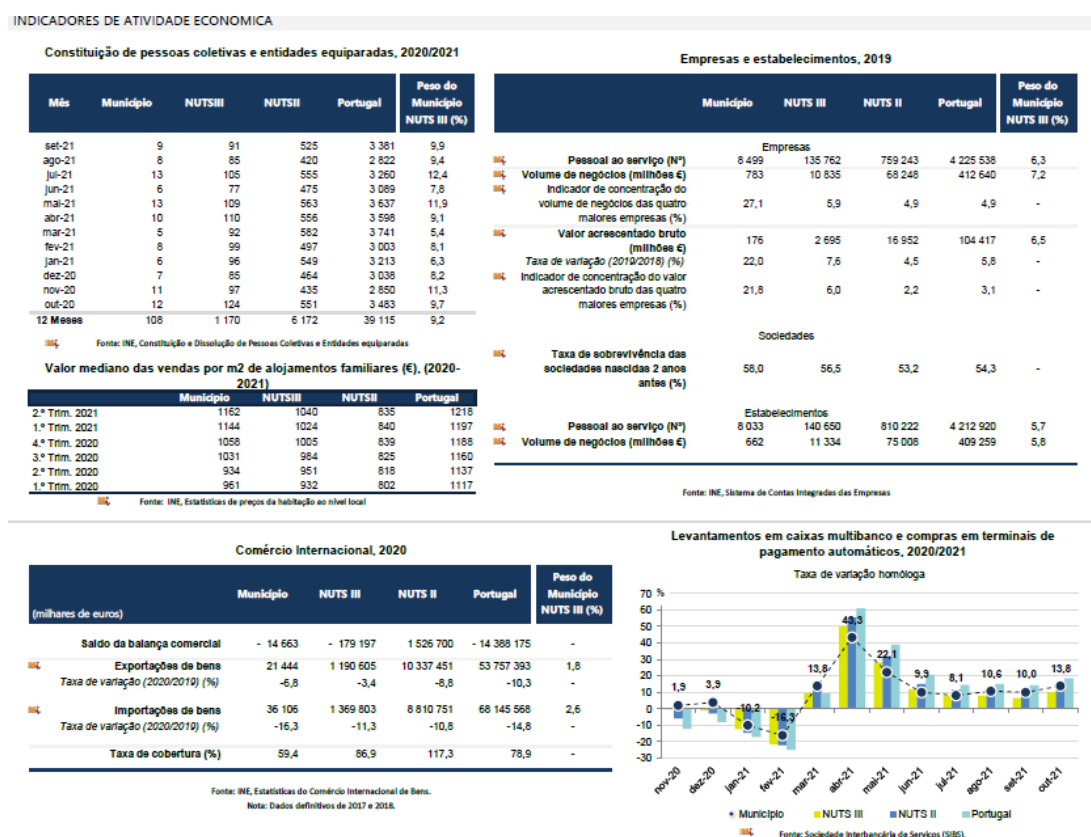 INDICADORES DE ATIVIDADE ECONOMICA
Constituição de pessoas coletivas e entidades equiparadas, 2020/2021
Mês Município NUTSIII NUTSII Portugal Peso do Município NUTS III (%)
set-21 9 91 525 3 381 9,9
ago-21 8 85 420 2 822 9,4
jul-21 13 105 555 3 260 12,4
jun-21 6 77 475 3 089 7,8
mai-21 13 109 563 3 637 11,9
abr-21 10 110 556 3 598 9,1
mar-21 5 92 582 3 741 5,4
fev-21 8 99 497 3 003 8,1
jan-21 6 96 549 3 213 6,3
dez-20 7 85 464 3 038 8,2
nov-20 11 97 435 2 850 11,3
out-20 12 124 551 3 483 9,7
12 Meses 108 1 170 6 172 39 115 9,2
Fonte: INE, Constituição e Dissolução de Pessoas Coletivas e Entidades equiparadas
Valor mediano das vendas por m2 de alojamentos familiares (€), (2020-
2021)
Município NUTSIII NUTSII Portugal
2.º Trim. 2021 1162 1040 835 1218
1.º Trim. 2021 1144 1024 840 1197
4.º Trim. 2020 1058 1005 839 1188
3.º Trim. 2020 1031 984 825 1160
2.º Trim. 2020 934 951 818 1137
1.º Trim. 2020 961 932 802 1117
Fonte: INE, Estatísticas de preços da habitação ao nível local
Empresas e estabelecimentos, 2019
Município NUTS III NUTS II Portugal Peso do Município NUTS III (%)
Empresas
Pessoal ao serviço (Nº) 8 499 135 762 759 243 4 225 538 6,3
Volume de negócios (milhões €) 783 10 835 68 248 412 640 7,2
Indicador de concentração do
volume de negócios das quatro 27,1 5,9 4,9 4,9 -
maiores empresas (%)
Valor acrescentado bruto
(milhões €) 176 2 695 16 952 104 417 6,5
Taxa de variação (2019/2018) (%) 22,0 7,6 4,5 5,8 -
Indicador de concentração do valor
acrescentado bruto das quatro 21,8 6,0 2,2 3,1 -
maiores empresas (%)
Sociedades
Taxa de sobrevivência das
sociedades nascidas 2 anos 58,0 56,5 53,2 54,3 -
antes (%)
Estabelecimentos
Pessoal ao serviço (Nº) 8 033 140 650 810 222 4 212 920 5,7
Volume de negócios (milhões €) 662 11 334 75 008 409 259 5,8
Fonte: INE, Sistema de Contas Integradas das Empresas
Comércio Internacional, 2020
(milhares de euros) Município NUTS III NUTS II Portugal Peso do Município NUTS III (%)
Saldo da balança comercial - 14 663 - 179 197 1 526 700 - 14 388 175 -
Exportações de bens 21 444 1 190 605 10 337 451 53 757 393 1,8
Taxa de variação (2020/2019) (%) -6,8 -3,4 -8,8 -10,3 -
Importações de bens 36 106 1 369 803 8 810 751 68 145 568 2,6
Taxa de variação (2020/2019) (%) -16,3 -11,3 -10,8 -14,8 -
Taxa de cobertura (%) 59,4 86,9 117,3 78,9 -
Fonte: INE, Estatísticas do Comércio Internacional de Bens.
Nota: Dados definitivos de 2017 e 2018.
Levantamentos em caixas multibanco e compras em terminais de
pagamento automáticos, 2020/2021
Taxa de variação homóloga
70 %
60
50
40
30
20
10
0
-10
-20
-30
1,9 3,9 -10,2 -16,3 13,8 43,3 22,1 9,9 8,1 10,6 10,0 13,8
nov-20 dez-20 jan-21 fev-21 mar-21 abr-21 mai-21 jun-21 jul-21 ago-21 set-21 out-21
Município NUTS III NUTS II Portugal
Fonte: Sociedade Interbancária de Serviços (SIBS).